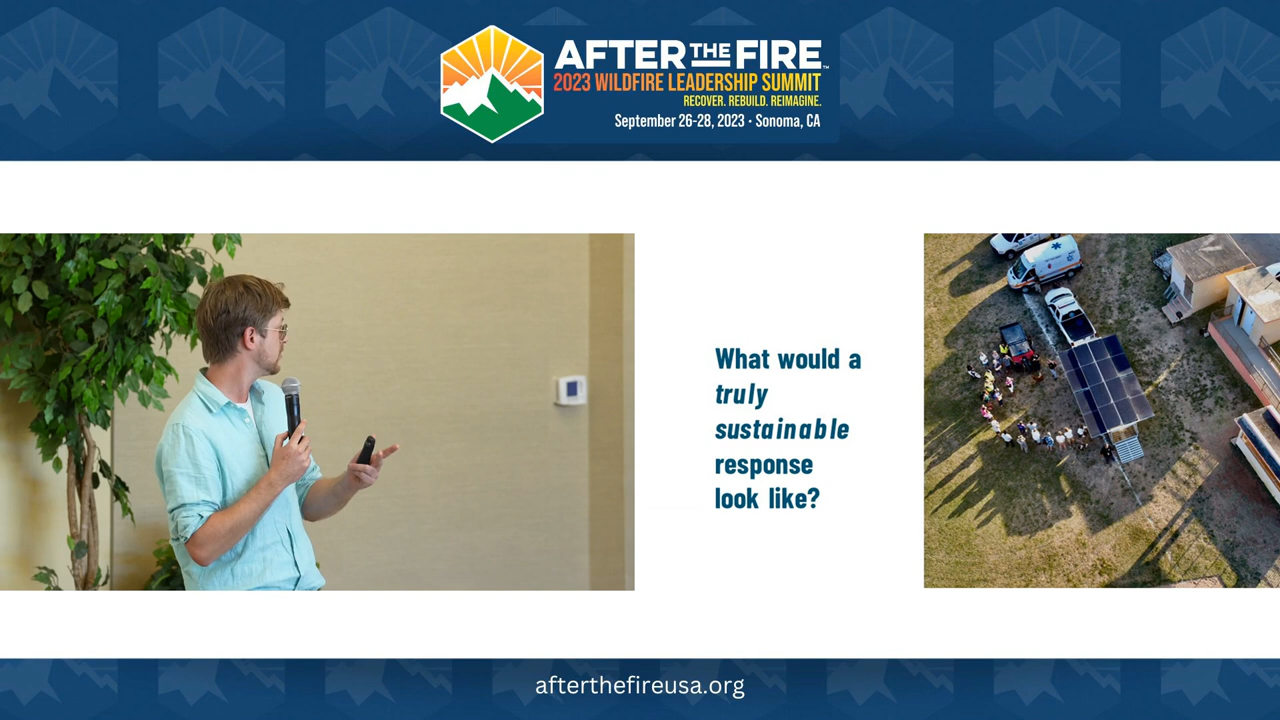 AFTER THE FIRE™
2023 WILDFIRE LEADERSHIP SUMMIT
RECOVER. REBUILD. REIMAGINE.
September 26-28, 2023 · Sonoma, CA
What would a
truly
sustainable
response
look like?
afterthefireusa.org